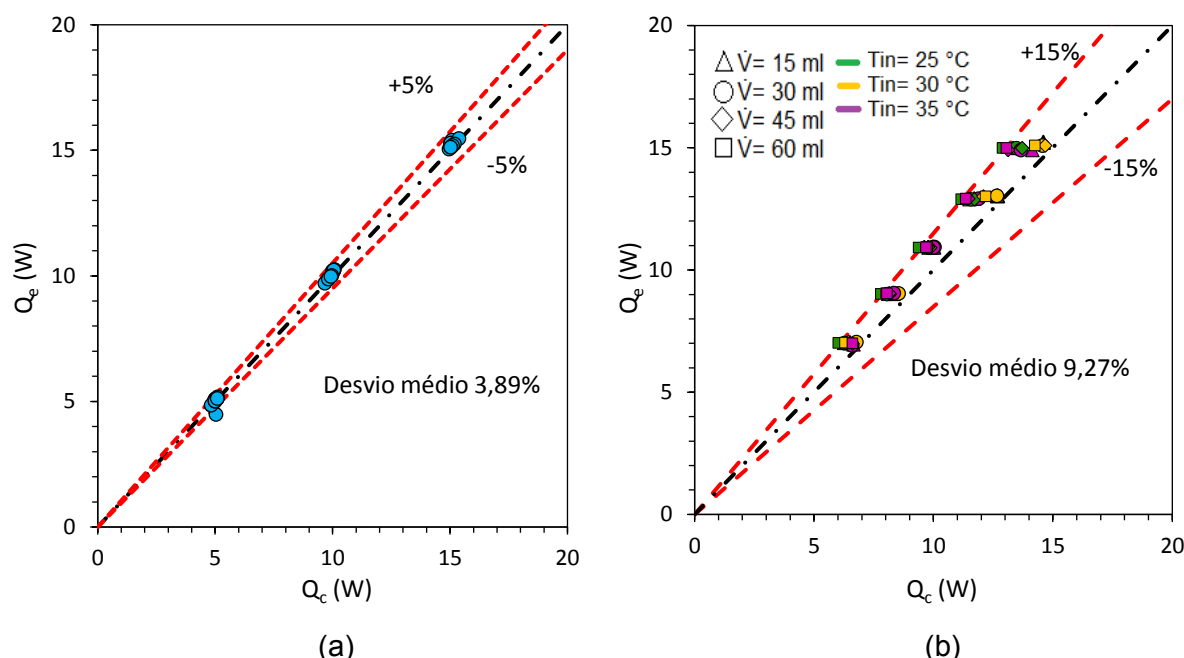 20
15
10
5
0
Qe (W)
+5%
-5%
Desvio médio 3,89%
0 5 10 15 20
Qc (W)
(a)
20
15
10
5
0
Qe (W)
V̇= 15 ml
V̇= 30 ml
V̇= 45 ml
V̇= 60 ml
Tin= 25 °C
Tin= 30 °C
Tin= 35 °C
+15%
-15%
Desvio médio 9,27%
0 5 10 15 20
Qc (W)
(b)